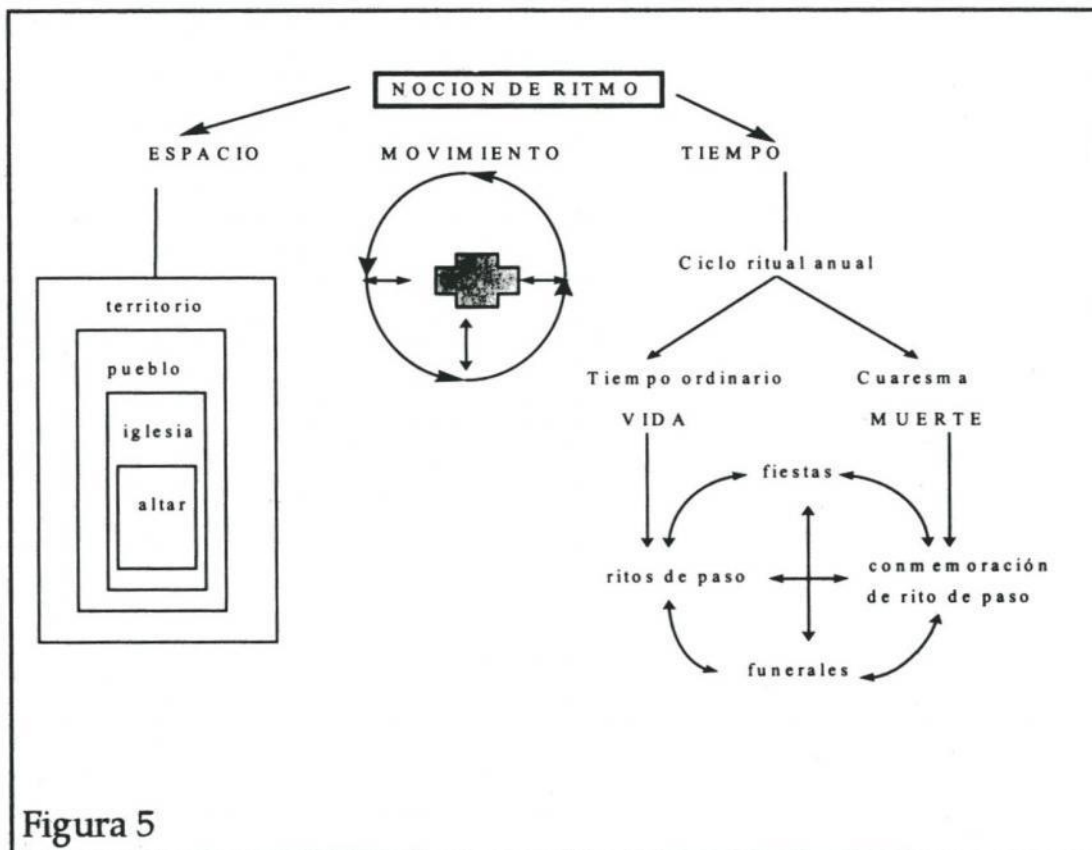 NOCION DE RITMO
ESPACIO
MOVIMIENTO
TIEMPO
territorio
pueblo
iglesia
altar
Ciclo ritual anual
Tiempo ordinario
Cuaresma
VIDA
MUERTE
fiestas
ritos de paso
conmemoración
de rito de paso
funerales
Figura 5